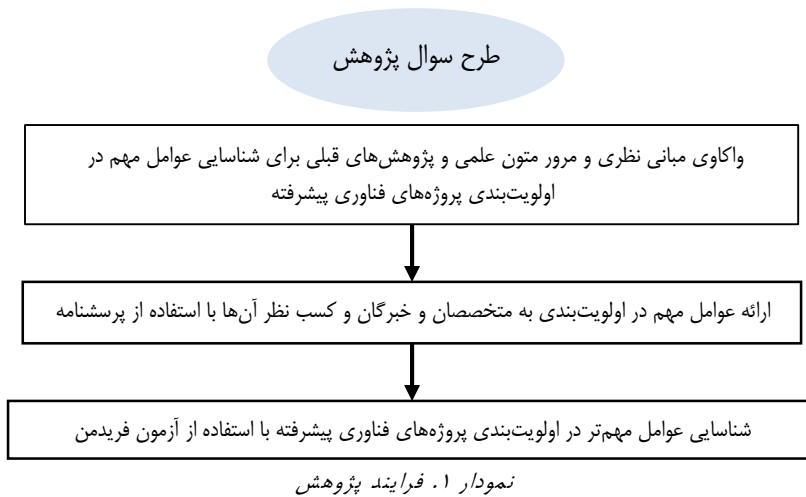 طرح سوال پژوهش
واکاوی مبانی نظری و مرور متون علمی و پژوهش‌های قبلی برای شناسایی عوامل مهم در
اولویت‌بندی پروژه‌های فناوری پیشرفته
ارائه عوامل مهم در اولویت‌بندی به متخصصان و خبرگان و کسب نظر آن‌ها با استفاده از پرسشنامه
شناسایی عوامل مهم‌تر در اولویت‌بندی پروژه‌های فناوری پیشرفته با استفاده از آزمون فریدمن
نمودار ۱. فرایند پژوهش